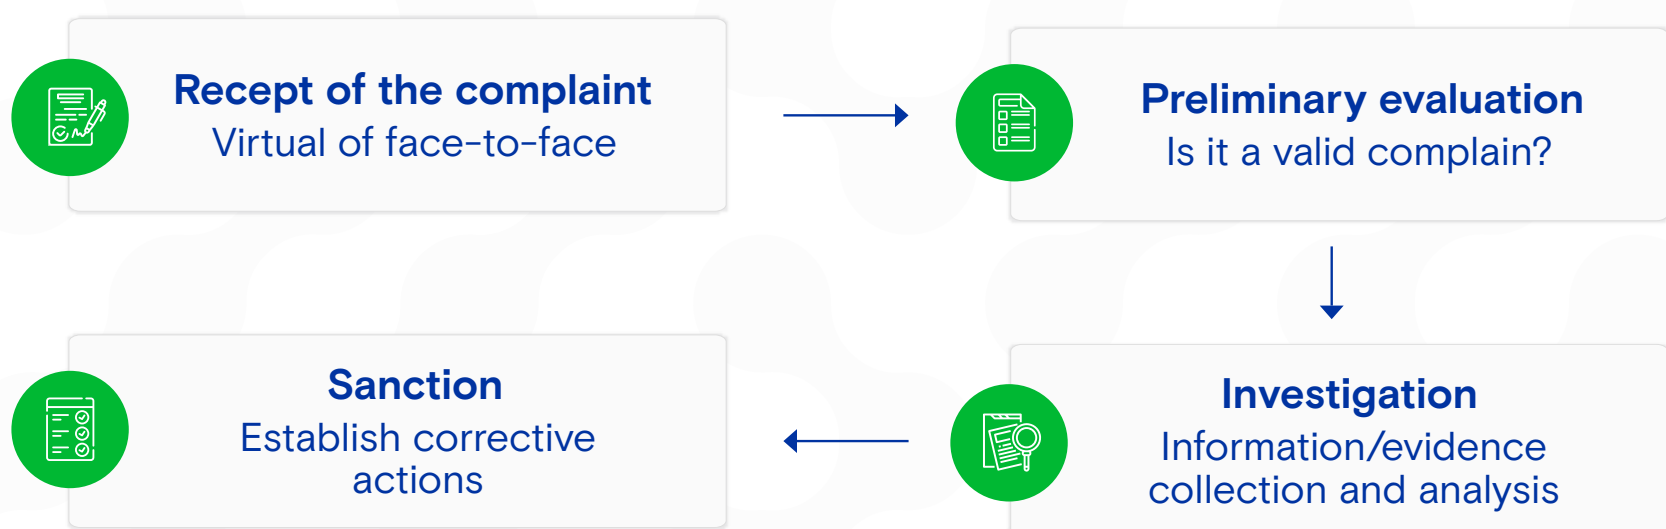 Recept of the complaint
Virtual of face-to-face
Preliminary evaluation
Is it a valid complain?
Investigation
Information/evidence
collection and analysis
Sanction
Establish corrective
actions